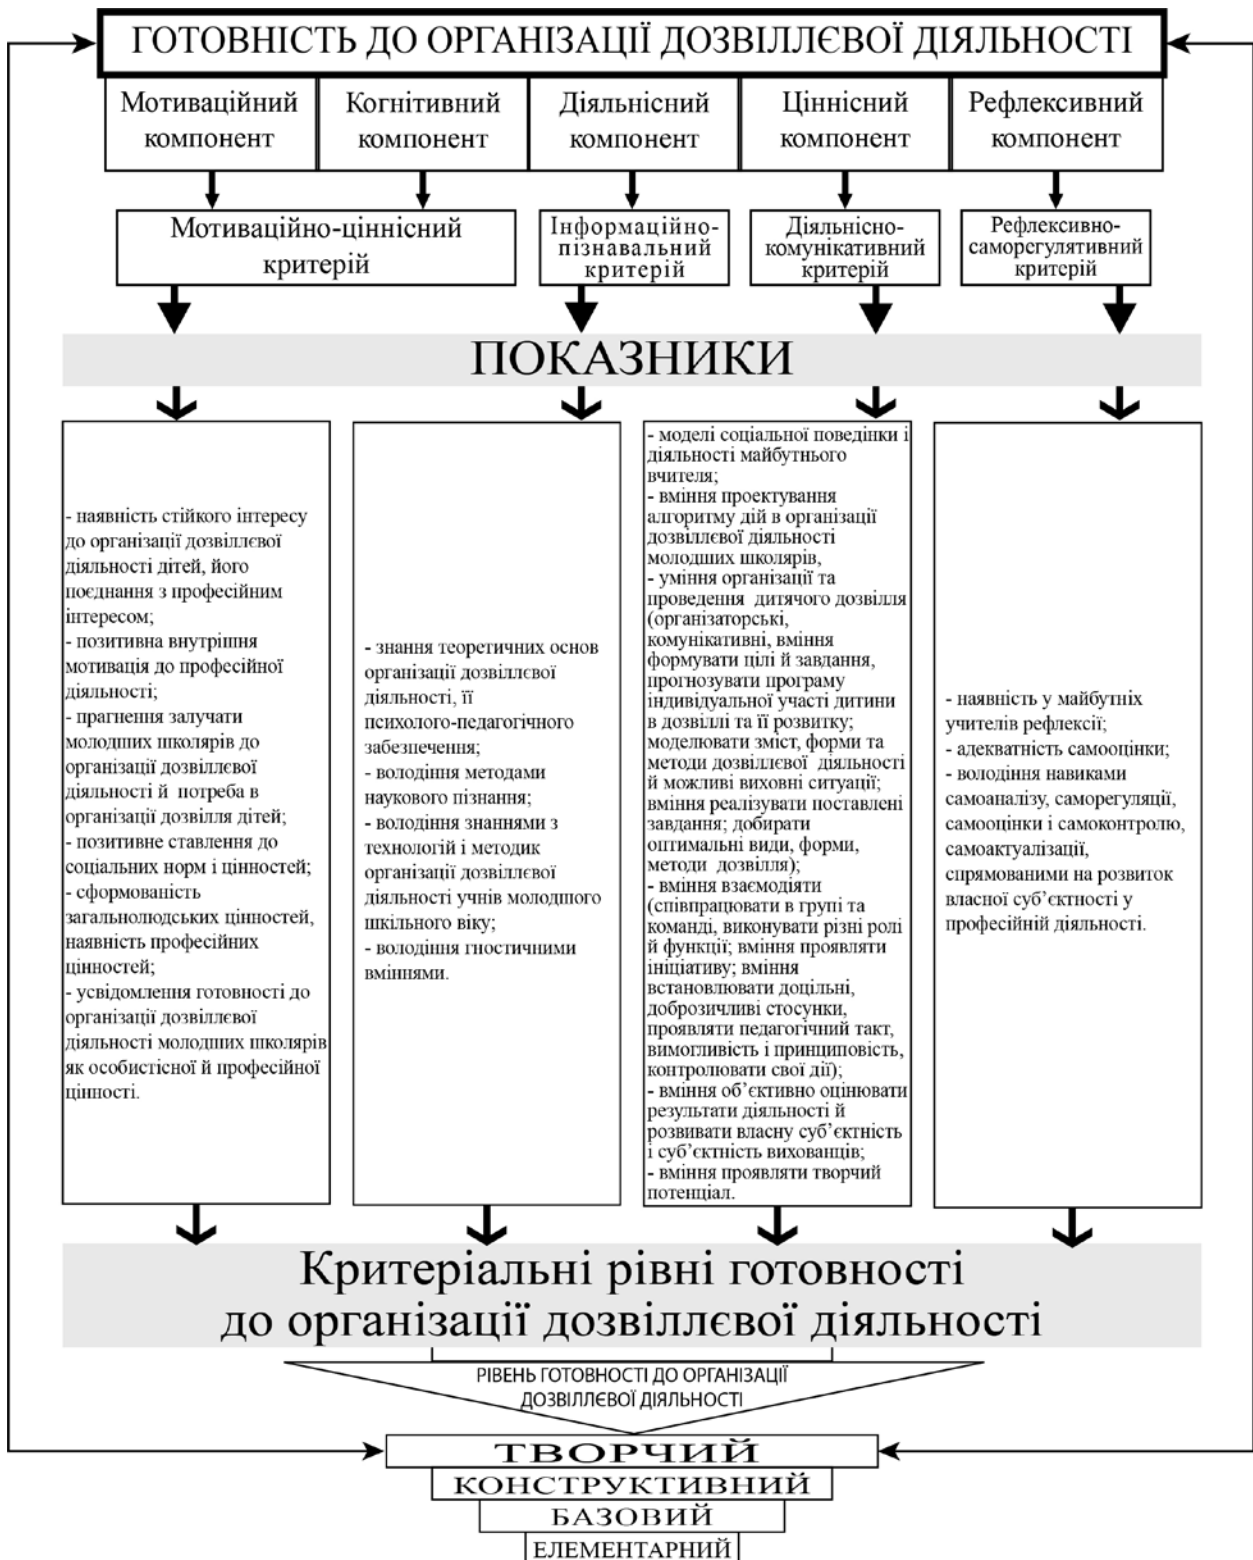 ГОТОВНІСТЬ ДО ОРГАНІЗАЦІЇ ДОЗВІЛЛЄВОЇ ДІЯЛЬНОСТІ
Мотиваційний
компонент
Когнітивний
компонент
Діяльнісний
компонент
Ціннісний
компонент
Рефлексивний
компонент
Мотиваційно-ціннісний
критерій
Інформаційно-
пізнавальний
критерій
Діяльнісно-
комунікативний
критерій
Рефлексивно-
саморегулятивний
критерій
ПОКАЗНИКИ
- наявність стійкого інтересу
до організації дозвіллєвої
діяльності дітей, його
поєднання з професійним
інтересом;
- позитивна внутрішня
мотивація до професійної
діяльності;
- прагнення залучати
молодших школярів до
організації дозвіллєвої
діяльності й потреба в
організації дозвілля дітей;
- позитивне ставлення до
соціальних норм і цінностей;
- сформованість
загальнолюдських цінностей,
наявність професійних
цінностей;
- усвідомлення готовності до
організації дозвіллєвої
діяльності молодших школярів
як особистісної й професійної
цінності.
- знання теоретичних основ
організації дозвіллєвої
діяльності, її
психолого-педагогічного
забезпечення;
- володіння методами
наукового пізнання;
- володіння знаннями з
технологій і методик
організації дозвіллєвої
діяльності учнів молодшого
шкільного віку;
- володіння гностичними
вміннями.
- моделі соціальної поведінки і
діяльності майбутнього
вчителя;
- вміння проектування
алгоритму дій в організації
дозвіллєвої діяльності
молодших школярів,
- уміння організації та
проведення дитячого дозвілля
(організаторські,
комунікативні, вміння
формувати цілі й завдання,
прогнозувати програму
індивідуальної участі дитини
в дозвіллі та її розвитку;
моделювати зміст, форми та
методи дозвіллєвої діяльності
й можливі виховні ситуації;
вміння реалізувати поставлені
завдання; добирати
оптимальні види, форми,
методи дозвілля);
- вміння взаємодіяти
(співпрацювати в групі та
команді, виконувати різні ролі
й функції; вміння проявляти
ініціативу; вміння
встановлювати доцільні,
доброзичливі стосунки,
проявляти педагогічний такт,
вимогливість і принциповість,
контролювати свої дії);
- вміння об’єктивно оцінювати
результати діяльності й
розвивати власну суб’єктність
і суб’єктність вихованців;
- вміння проявляти творчий
потенціал.
- наявність у майбутніх
учителів рефлексії;
- адекватність самооцінки;
- володіння навиками
самоаналізу, саморегуляції,
самооцінки і самоконтролю,
самоактуалізації,
спрямованими на розвиток
власної суб’єктності у
професійній діяльності.
Критеріальні рівні готовності
до організації дозвіллєвої діяльності
РІВЕНЬ ГОТОВНОСТІ ДО ОРГАНІЗАЦІЇ
ДОЗВІЛЛЄВОЇ ДІЯЛЬНОСТІ
ТВОРЧИЙ
КОНСТРУКТИВНИЙ
БАЗОВИЙ
ЕЛЕМЕНТАРНИЙ